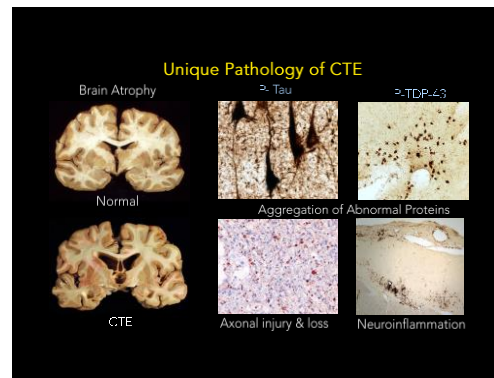 Unique Pathology of CTE
Brain Atrophy
P- Tau
P-TDP-43
Normal
Aggregation of Abnormal Proteins
CTE
Axonal injury & loss
Neuroinflammation